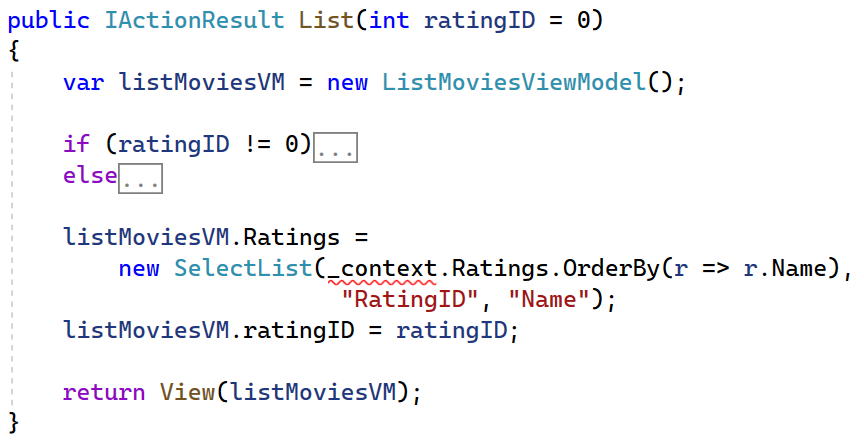 public IActionResult List(int ratingID = 0)
{
    var listMoviesVM = new ListMoviesViewModel();

    if (ratingID != 0)...
    else...

    listMoviesVM.Ratings =
        new SelectList(_context.Ratings.OrderBy(r => r.Name),
                        "RatingID", "Name");
    listMoviesVM.ratingID = ratingID;

    return View(listMoviesVM);
}